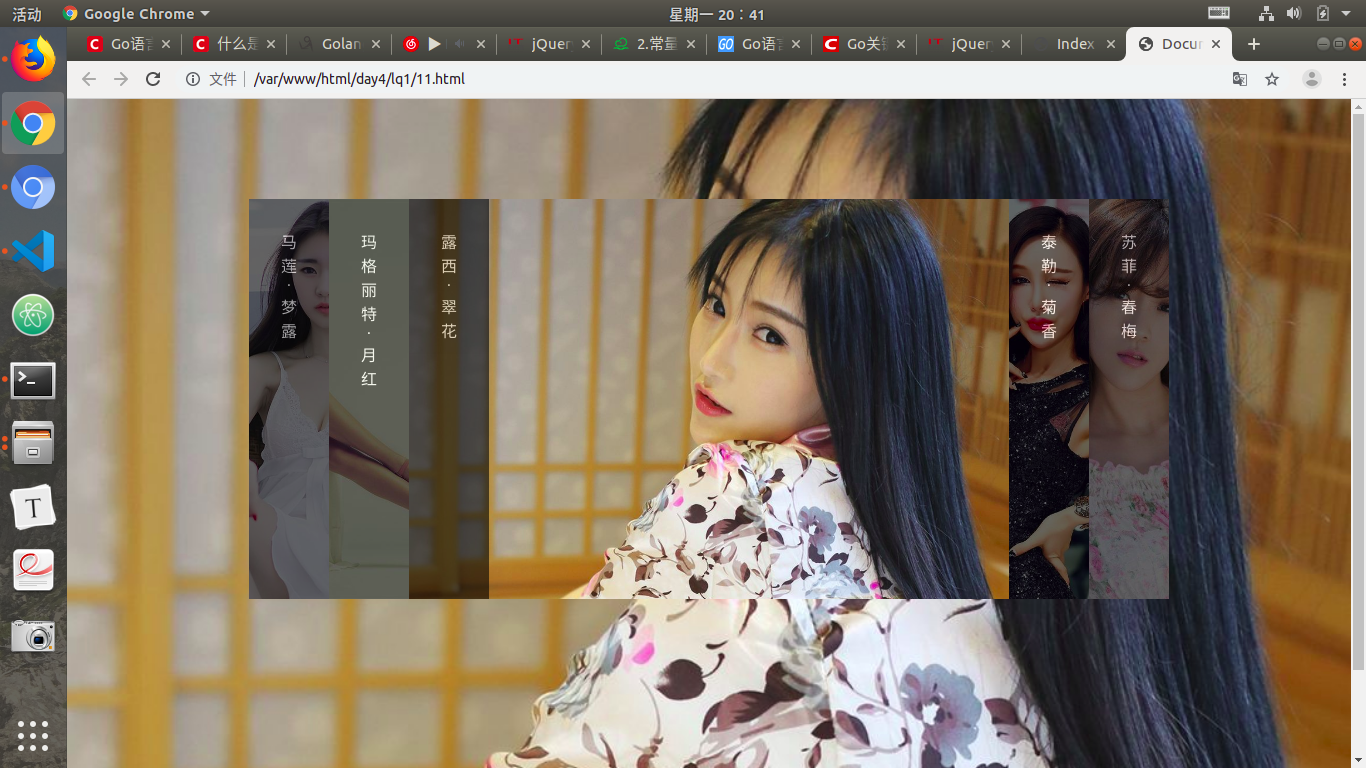 活动
Google Chrome
星期一 20：41
Go语言
什么是
Golan
jQuer
2.常量
Go语言
Go关键
jQuer
Index
Docur
文件
/var/www/html/day4/lq1/11.html
马莲·梦露
玛格丽特·月红
露西·翠花
泰勒·菊香
苏菲·春梅